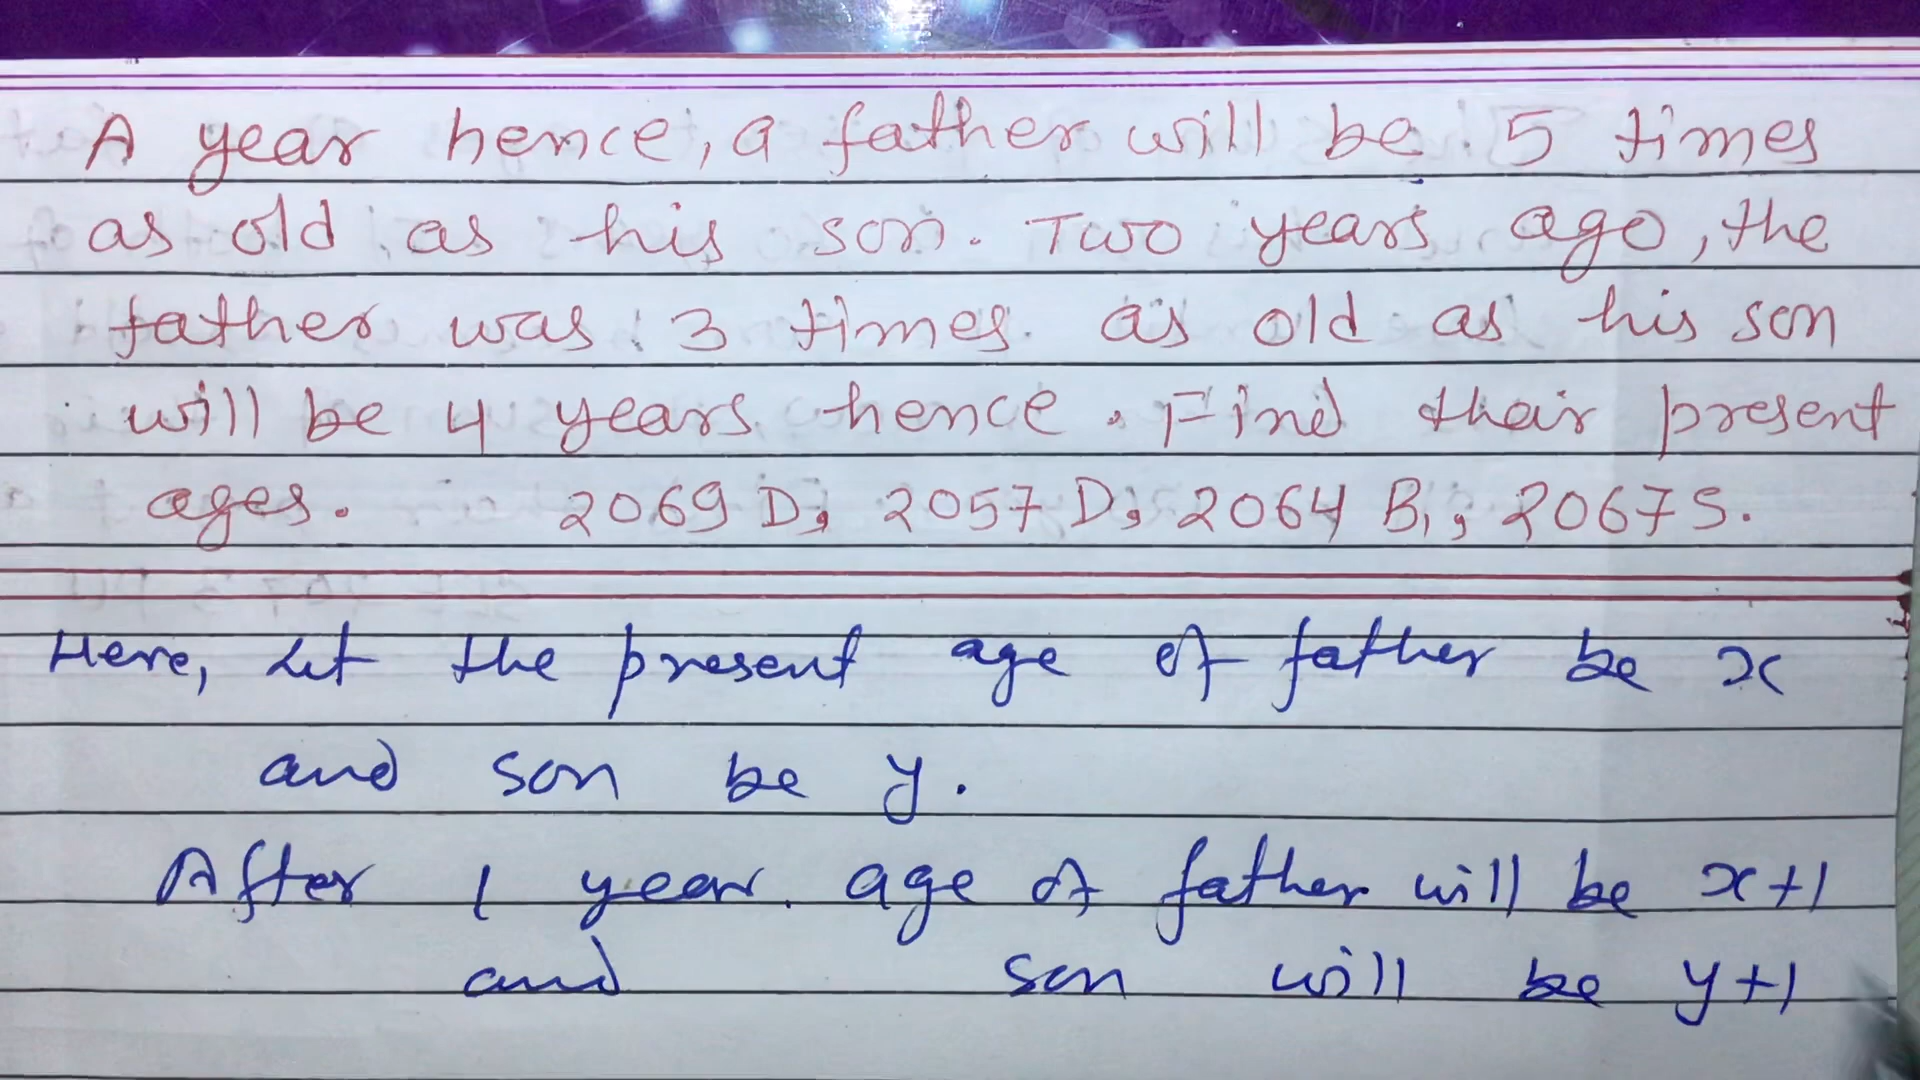 A year hence, a father will be 5 times
as old as his son. Two years ago, the
father was 3 times as old as his son
will be 4 years hence. Find their present
ages. 2069 D; 2057 D; 2064 B,; 2067 S.
Here, Let the present age of father be x
and son be y.
After 1 year. age of father will be x+1
and son will be y+1